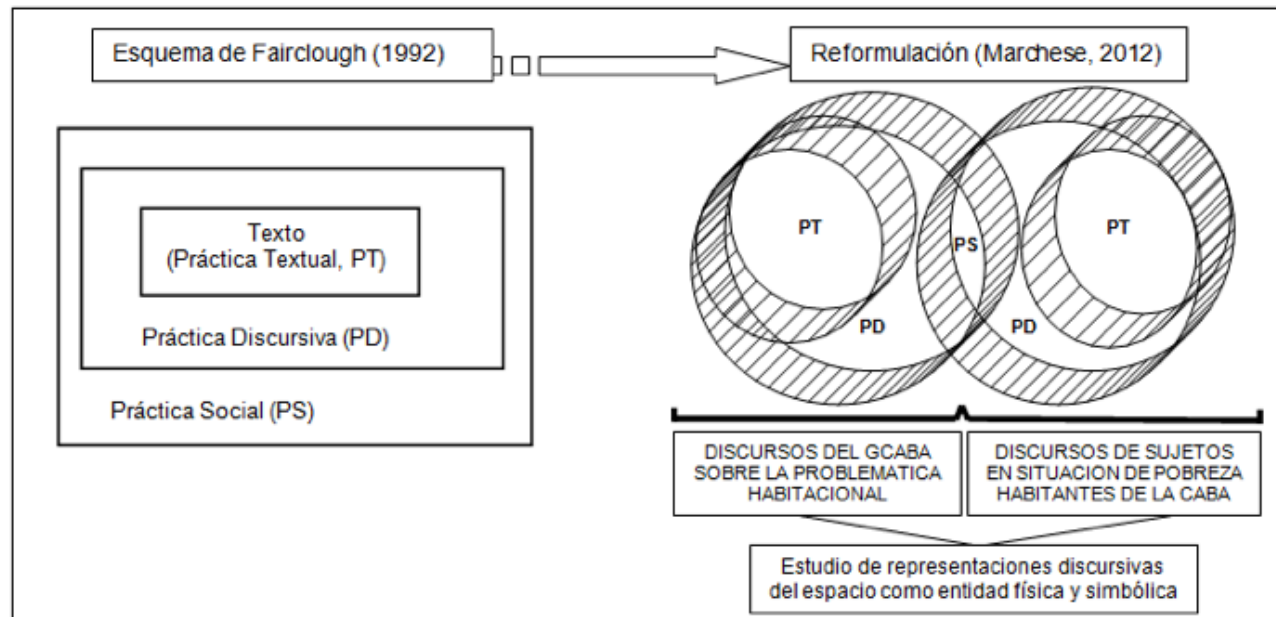 Esquema de Fairclough (1992)
Reformulación (Marchese, 2012)
Texto
(Práctica Textual, PT)
Práctica Discursiva (PD)
Práctica Social (PS)
PT
PS
PT
PD
PD
DISCURSOS DEL GCABA
SOBRE LA PROBLEMATICA
HABITACIONAL
DISCURSOS DE SUJETOS
EN SITUACION DE POBREZA
HABITANTES DE LA CABA
Estudio de representaciones discursivas
del espacio como entidad física y simbólica